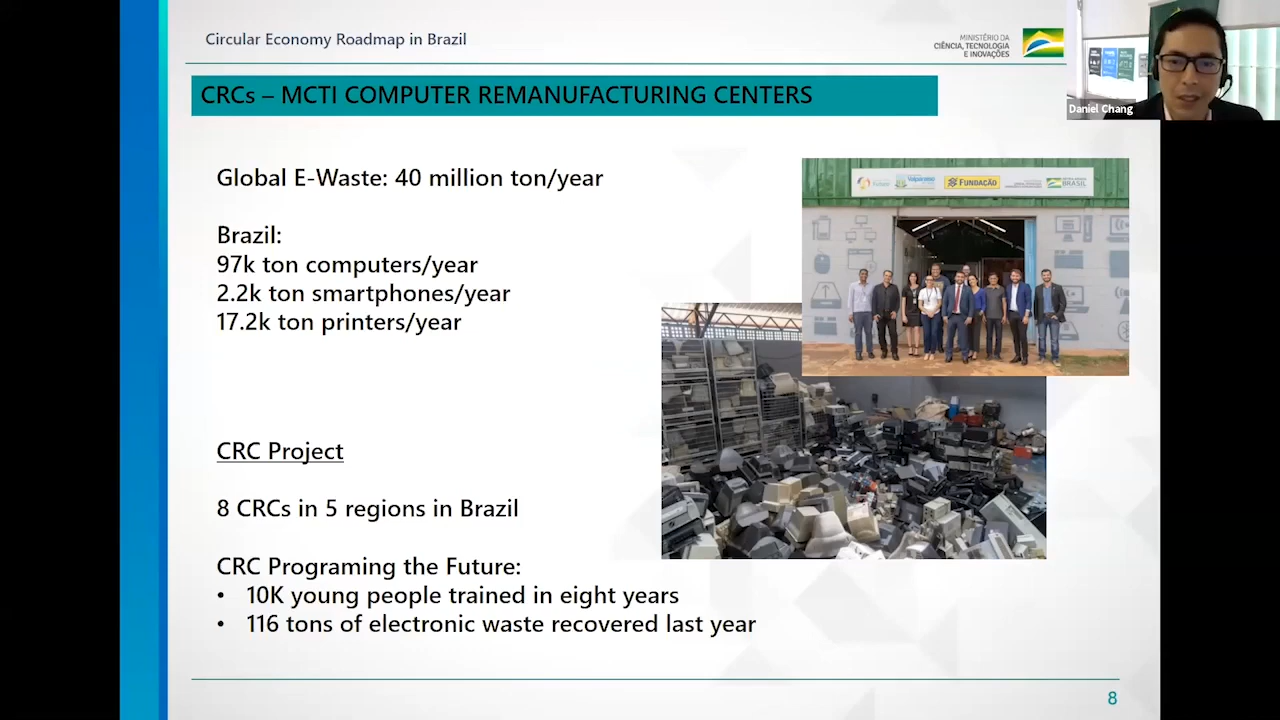 Circular Economy Roadmap in Brazil
MINISTÉRIO DA
CIÊNCIA, TECNOLOGIA
E INOVAÇÕES
Daniel Chang
CRCs – MCTI COMPUTER REMANUFACTURING CENTERS
Global E-Waste: 40 million ton/year
FUNDAÇÃO
BRASIL
Brazil:
97k ton computers/year
2.2k ton smartphones/year
17.2k ton printers/year
CRC Project
8 CRCs in 5 regions in Brazil
CRC Programing the Future:
• 10K young people trained in eight years
• 116 tons of electronic waste recovered last year
8